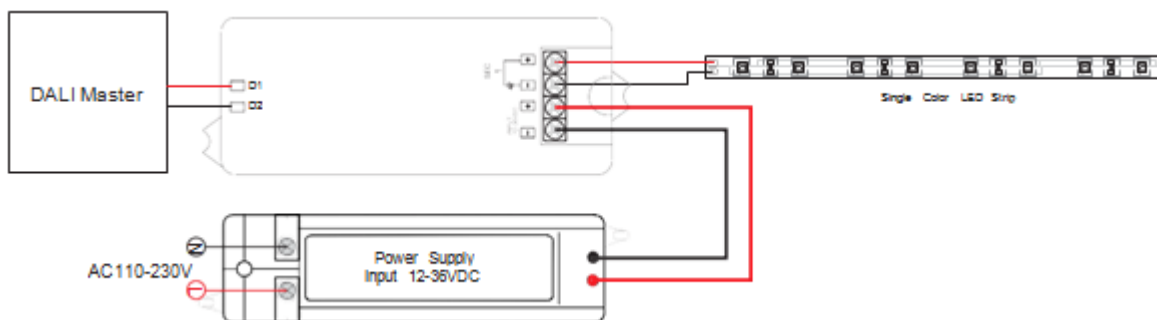 DALI Master
D1
D2
Single Color LED Strip
Power Supply
Input 12-36VDC
N
AC110-230V
L